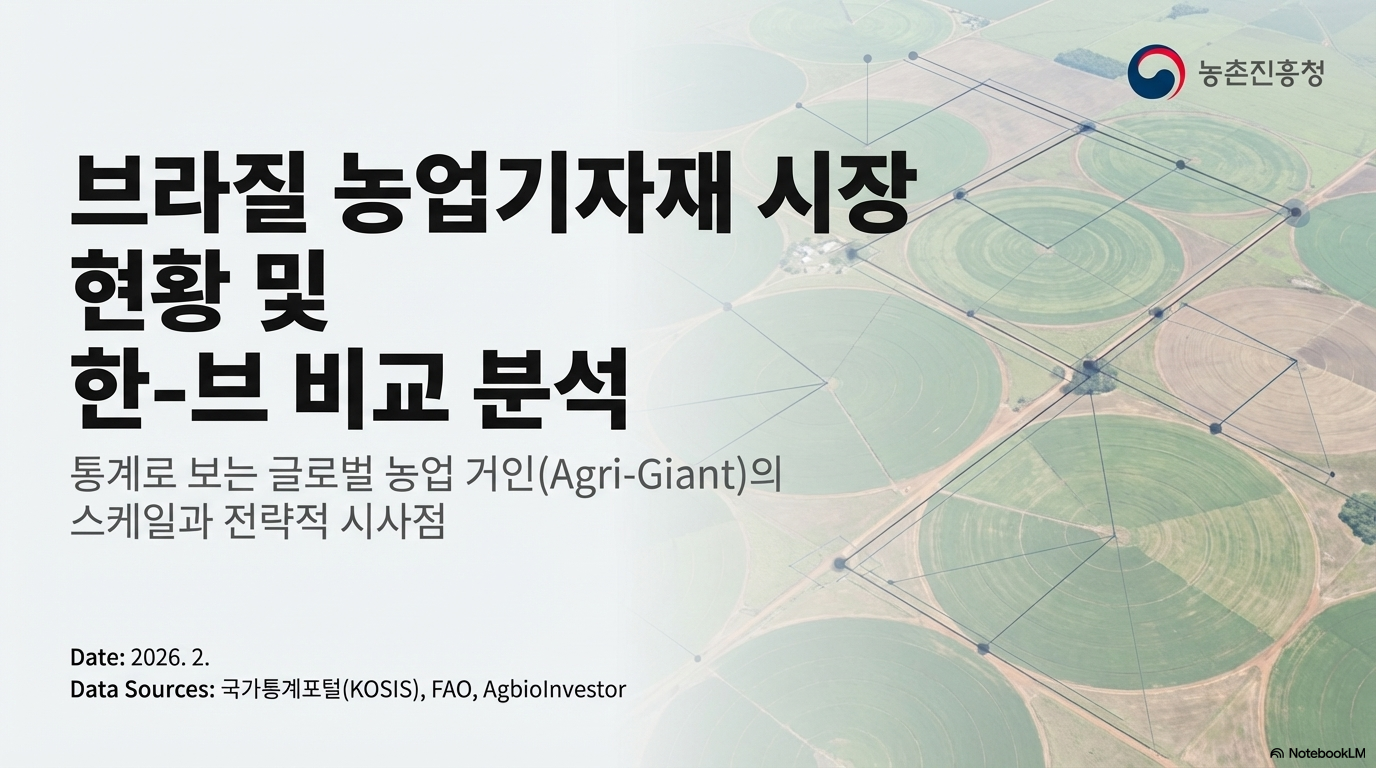 농촌진흥청
브라질 농업기자재 시장
현황 및
한-브 비교 분석
통계로 보는 글로벌 농업 거인(Agri-Giant)의
스케일과 전략적 시사점
Date: 2026. 2.
Data Sources: 국가통계포털(KOSIS), FAO, AgbioInvestor
NotebookLM